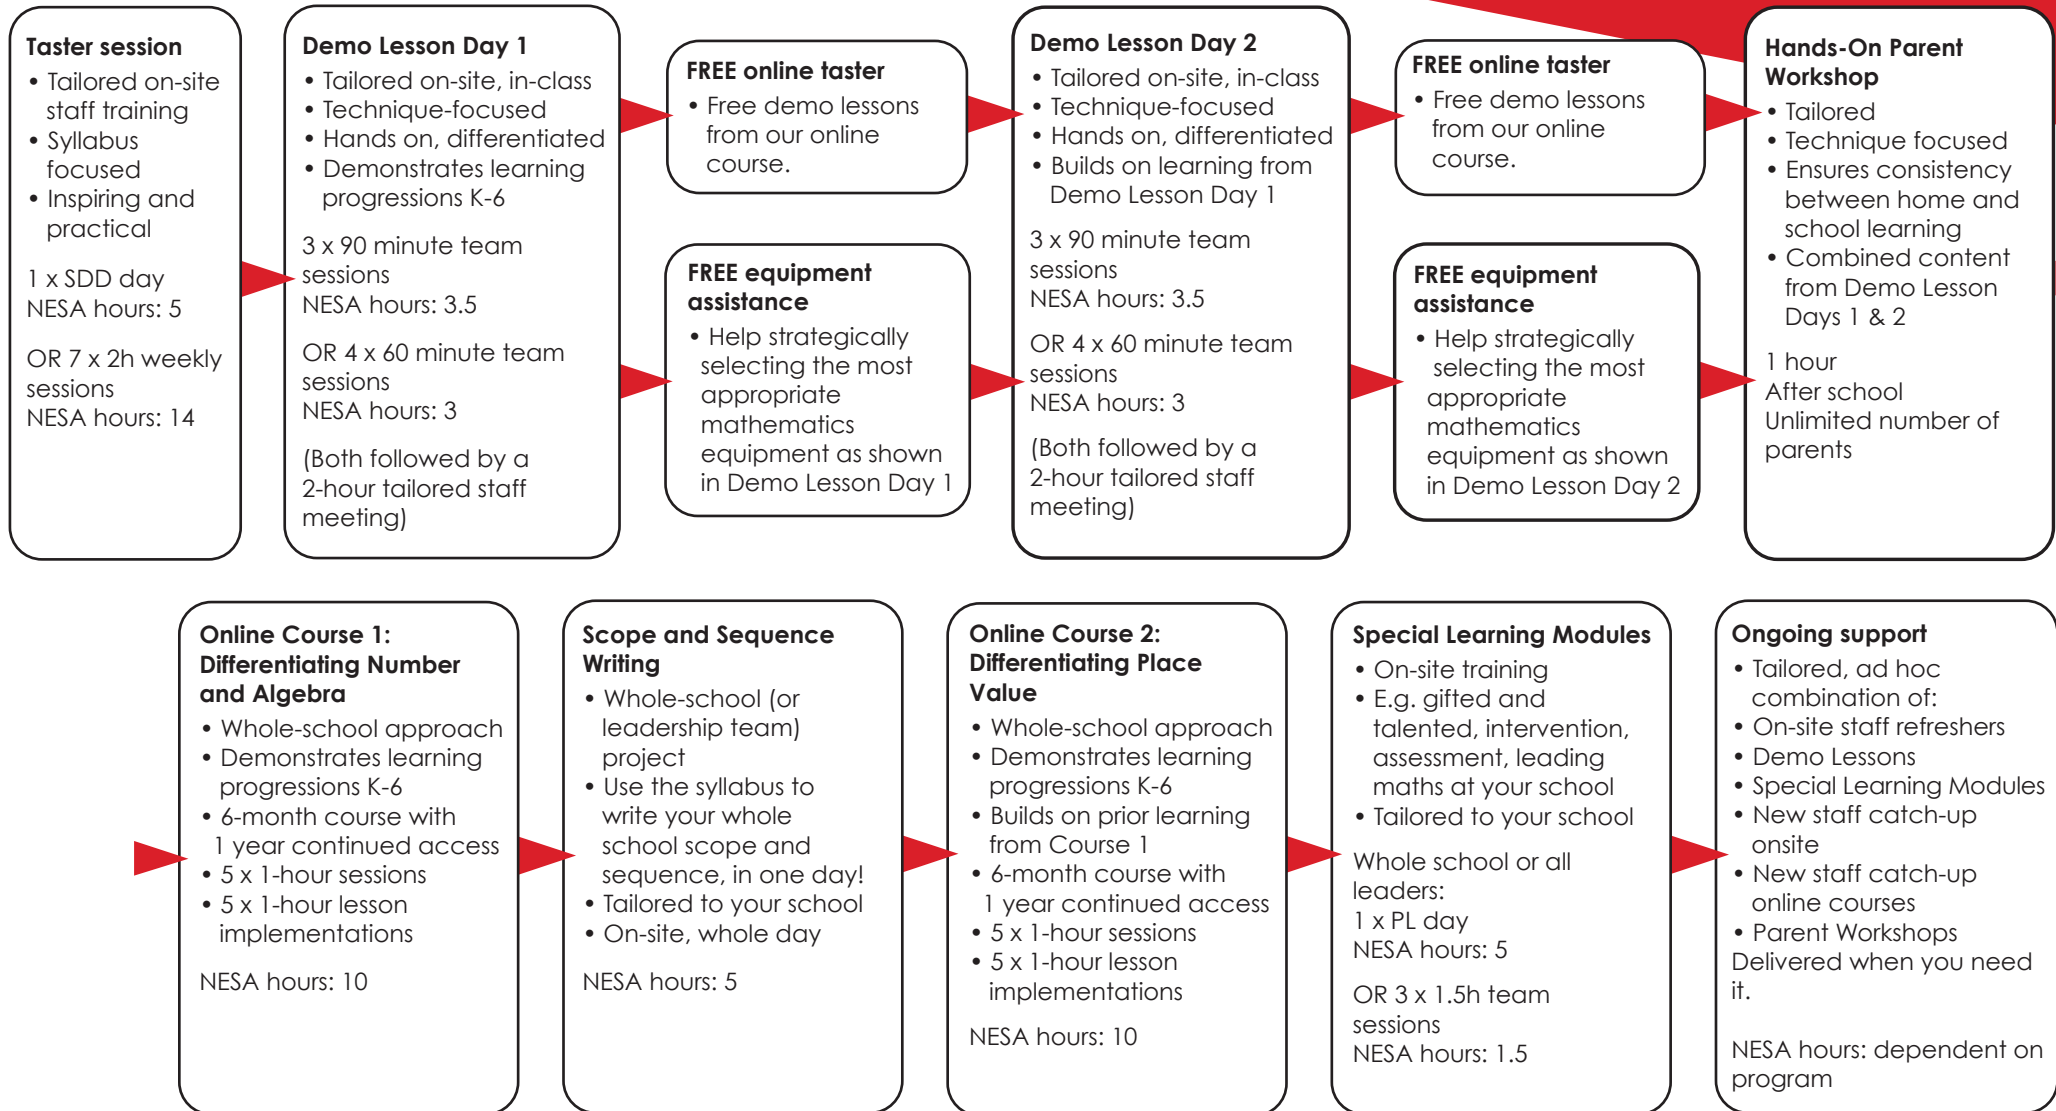 Taster session
• Tailored on-site
staff training
• Syllabus
focused
• Inspiring and
practical
1 x SDD day
NESA hours: 5
OR 7 x 2h weekly
sessions
NESA hours: 14
Demo Lesson Day 1
• Tailored on-site, in-class
• Technique-focused
• Hands on, differentiated
• Demonstrates learning
progressions K-6
3 x 90 minute team
sessions
NESA hours: 3.5
OR 4 x 60 minute team
sessions
NESA hours: 3
(Both followed by a
2-hour tailored staff
meeting)
FREE online taster
• Free demo lessons
from our online
course.
FREE equipment
assistance
• Help strategically
selecting the most
appropriate
mathematics
equipment as shown
in Demo Lesson Day 1
Demo Lesson Day 2
• Tailored on-site, in-class
• Technique-focused
• Hands on, differentiated
• Builds on learning from
Demo Lesson Day 1
3 x 90 minute team
sessions
NESA hours: 3.5
OR 4 x 60 minute team
sessions
NESA hours: 3
(Both followed by a
2-hour tailored staff
meeting)
FREE online taster
• Free demo lessons
from our online
course.
FREE equipment
assistance
• Help strategically
selecting the most
appropriate
mathematics
equipment as shown
in Demo Lesson Day 2
Hands-On Parent
Workshop
• Tailored
• Technique focused
• Ensures consistency
between home and
school learning
• Combined content
from Demo Lesson
Days 1 & 2
1 hour
After school
Unlimited number of
parents
Online Course 1:
Differentiating Number
and Algebra
• Whole-school approach
• Demonstrates learning
progressions K-6
• 6-month course with
1 year continued access
• 5 x 1-hour sessions
• 5 x 1-hour lesson
implementations
NESA hours: 10
Scope and Sequence
Writing
• Whole-school (or
leadership team)
project
• Use the syllabus to
write your whole
school scope and
sequence, in one day!
• Tailored to your school
• On-site, whole day
NESA hours: 5
Online Course 2:
Differentiating Place
Value
• Whole-school approach
• Demonstrates learning
progressions K-6
• Builds on prior learning
from Course 1
• 6-month course with
1 year continued access
• 5 x 1-hour sessions
• 5 x 1-hour lesson
implementations
NESA hours: 10
Special Learning Modules
• On-site training
• E.g. gifted and
talented, intervention,
assessment, leading
maths at your school
• Tailored to your school
Whole school or all
leaders:
1 x PL day
NESA hours: 5
OR 3 x 1.5h team
sessions
NESA hours: 1.5
Ongoing support
• Tailored, ad hoc
combination of:
• On-site staff refreshers
• Demo Lessons
• Special Learning Modules
• New staff catch-up
onsite
• New staff catch-up
online courses
• Parent Workshops
Delivered when you need
it.
NESA hours: dependent on
program